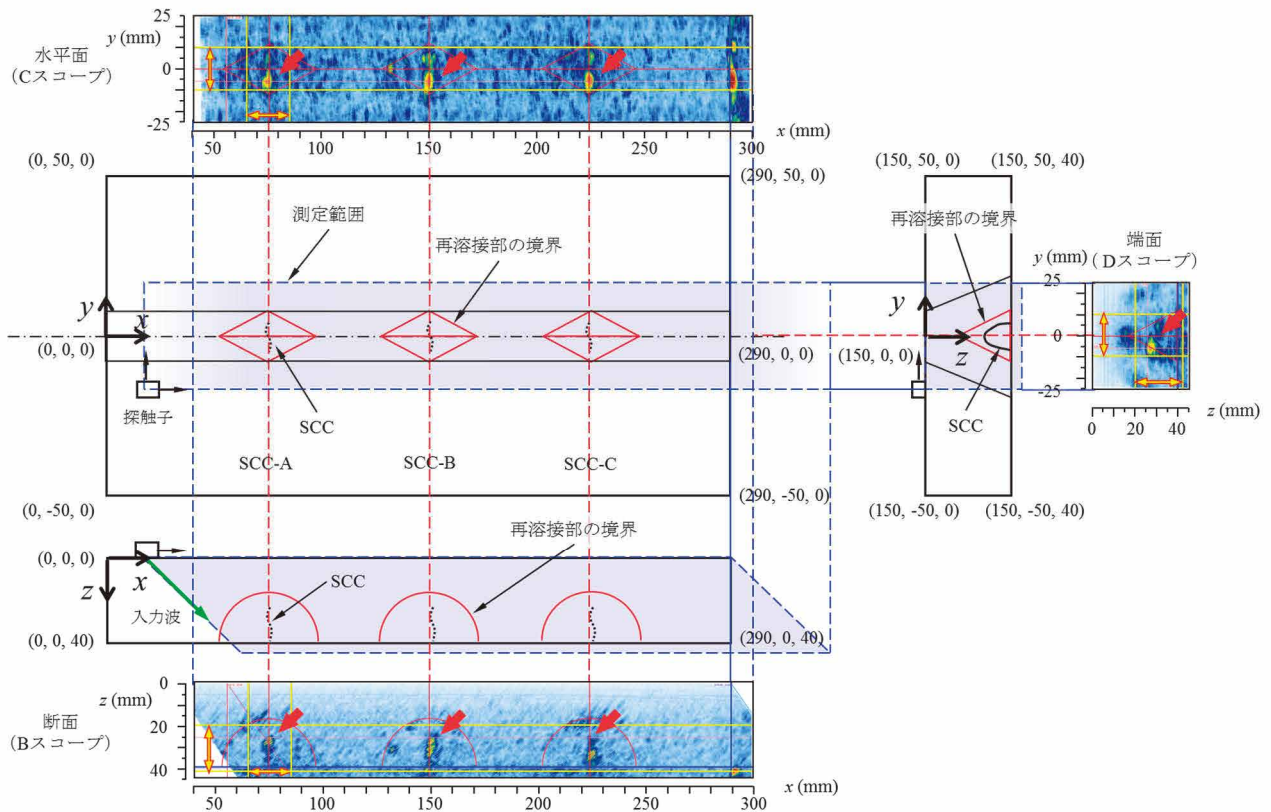 25
y (mm)
水平面
(Cスコープ)
0
-25
x (mm)
50
100
150
200
250
300
(0, 50, 0)
(290, 50, 0)
(150, 50, 0)
(150, 50, 40)
測定範囲
再溶接部の境界
再溶接部の境界
端面
(Dスコープ)
y (mm)
25
0
-25
y
x
(0, 0, 0)
(290, 0, 0)
(150, 0, 0)
y
z
探触子
SCC
SCC
0
20
40
z (mm)
SCC-A
SCC-B
SCC-C
(0, -50, 0)
(290, -50, 0)
(150, -50, 0)
(150, -50, 40)
再溶接部の境界
(0, 0, 0)
x
z
SCC
入力波
(0, 0, 40)
(290, 0, 40)
0
z (mm)
断面
(Bスコープ)
20
40
50
100
150
200
250
300
x (mm)